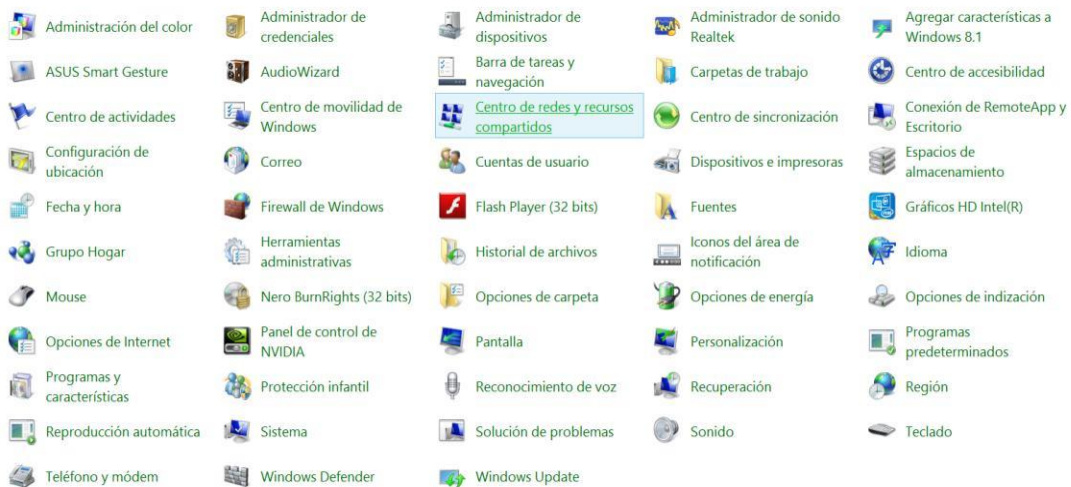 Administración del color
Administrador de
credenciales
Administrador de
dispositivos
Administrador de sonido
Realtek
Agregar características a
Windows 8.1
ASUS Smart Gesture
AudioWizard
Barra de tareas y
navegación
Carpetas de trabajo
Centro de accesibilidad
Centro de actividades
Centro de movilidad de
Windows
Centro de redes y recursos
compartidos
Centro de sincronización
Conexión de RemoteApp y
Escritorio
Configuración de
ubicación
Correo
Cuentas de usuario
Dispositivos e impresoras
Espacios de
almacenamiento
Fecha y hora
Firewall de Windows
Flash Player (32 bits)
Fuentes
Gráficos HD Intel(R)
Grupo Hogar
Herramientas
administrativas
Historial de archivos
Iconos del área de
notificación
Idioma
Mouse
Nero BurnRights (32 bits)
Opciones de carpeta
Opciones de energía
Opciones de indización
Opciones de Internet
Panel de control de
NVIDIA
Pantalla
Personalización
Programas
predeterminados
Programas y
características
Protección infantil
Reconocimiento de voz
Recuperación
Región
Reproducción automática
Sistema
Solución de problemas
Sonido
Teclado
Teléfono y módem
Windows Defender
Windows Update